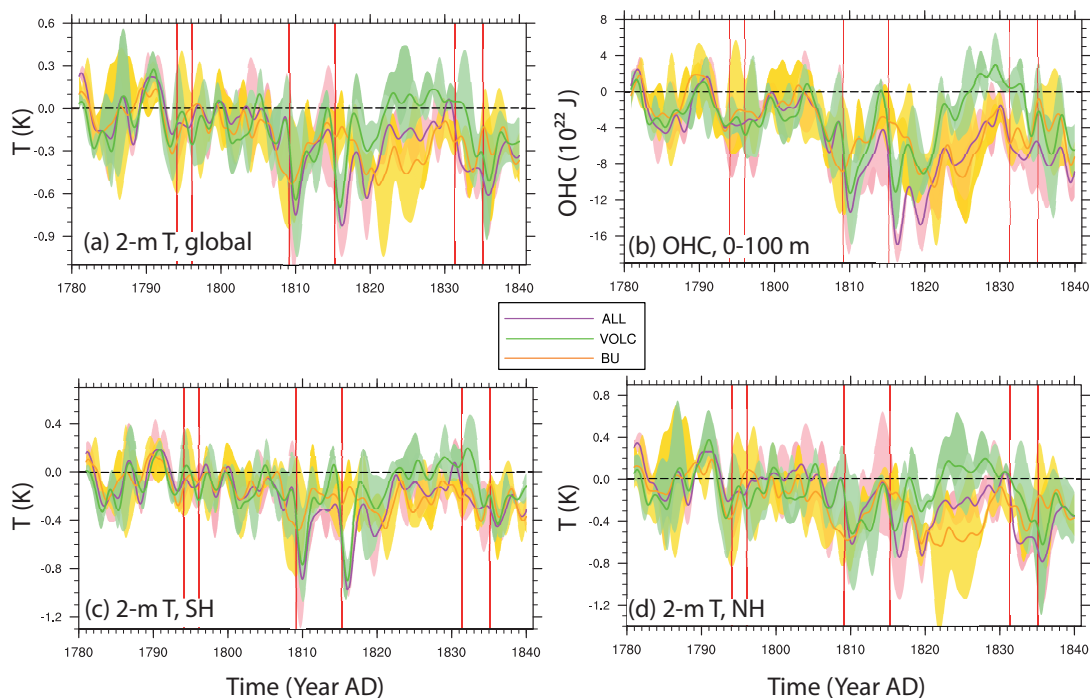 0.6
0.3
0.0
-0.3
-0.6
-0.9
T (K)
(a) 2-m T, global
1780 1790 1800 1810 1820 1830 1840
8
4
0
-4
-8
-12
-16
OHC (10²² J)
(b) OHC, 0-100 m
1780 1790 1800 1810 1820 1830 1840
ALL
VOLC
BU
0.4
0.0
-0.4
-0.8
-1.2
T (K)
(c) 2-m T, SH
1780 1790 1800 1810 1820 1830 1840
Time (Year AD)
0.8
0.4
0.0
-0.4
-0.8
-1.2
T (K)
(d) 2-m T, NH
1780 1790 1800 1810 1820 1830 1840
Time (Year AD)